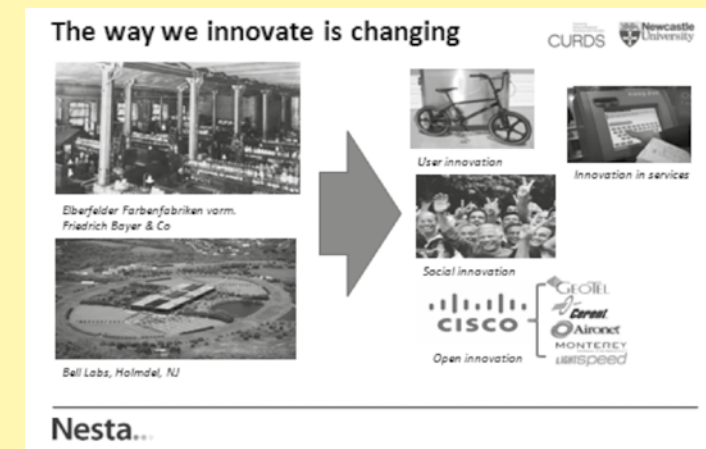 The way we innovate is changing
CURDS
Newcastle
University
Elberfelder Farbenfabriken vorm.
Friedrich Bayer & Co
Bell Labs, Holmdel, NJ
User innovation
Innovation in services
Social innovation
CISCO
Open innovation
GEOTEL
Cerent
Aironet
MONTEREY
LIGHTSPEED
Nesta...